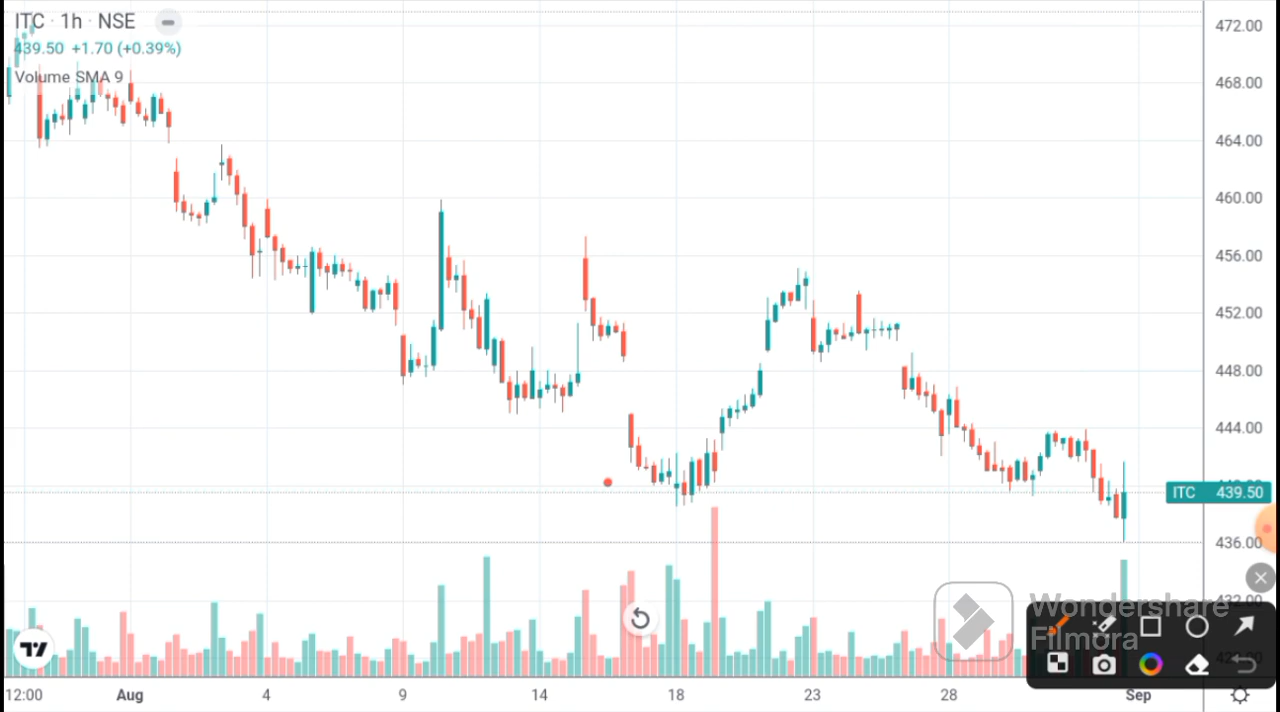 ITC · 1h · NSE
439.50 +1.70 (+0.39%)
Volume SMA 9
472.00
468.00
464.00
460.00
456.00
452.00
448.00
444.00
ITC 439.50
436.00
Wondershare
Filmora
12:00 Aug 4 9 14 18 23 28 Sep